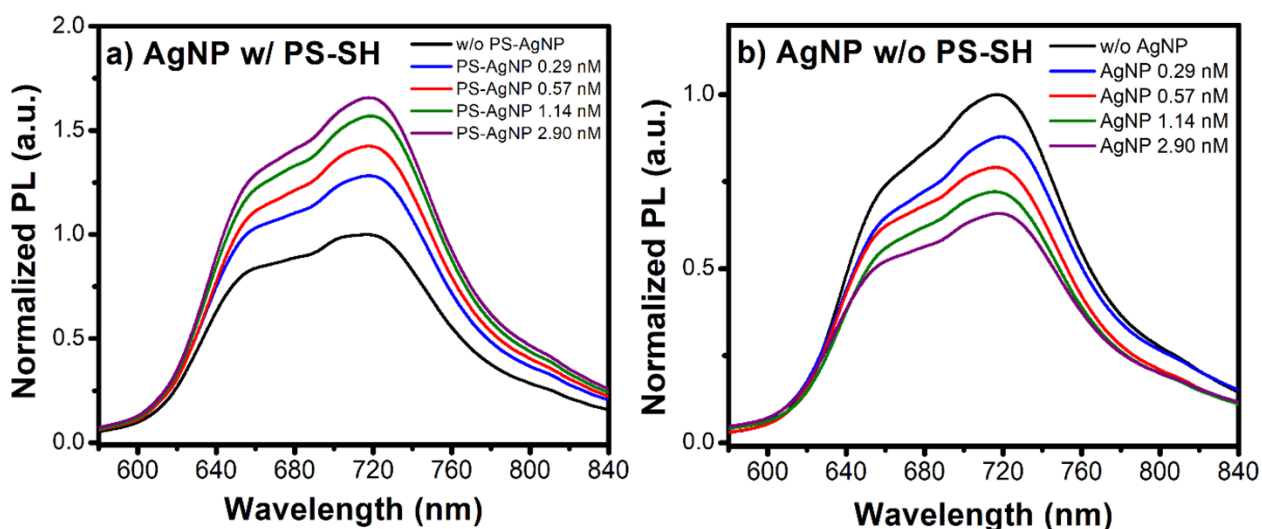 a) AgNP w/ PS-SH
w/o PS-AgNP
PS-AgNP 0.29 nM
PS-AgNP 0.57 nM
PS-AgNP 1.14 nM
PS-AgNP 2.90 nM
2.0
1.5
1.0
0.5
0.0
Normalized PL (a.u.)
600 640 680 720 760 800 840
Wavelength (nm)
b) AgNP w/o PS-SH
w/o AgNP
AgNP 0.29 nM
AgNP 0.57 nM
AgNP 1.14 nM
AgNP 2.90 nM
1.0
0.5
0.0
Normalized PL (a.u.)
600 640 680 720 760 800 840
Wavelength (nm)